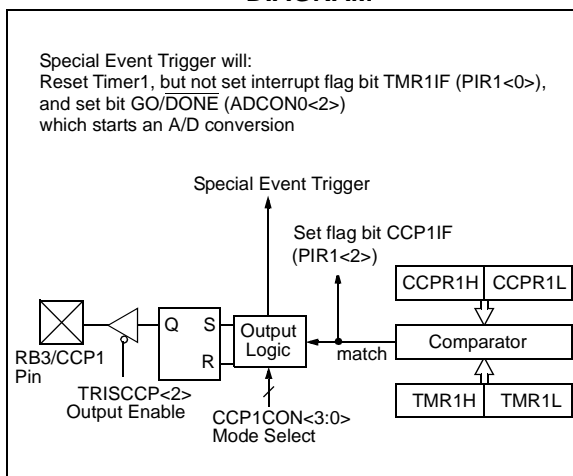 Special Event Trigger will:
Reset Timer1, but not set interrupt flag bit TMR1IF (PIR1<0>),
and set bit GO/DONE (ADCON0<2>)
which starts an A/D conversion
Special Event Trigger
Set flag bit CCP1IF
(PIR1<2>)
CCPR1H CCPR1L
Q S Output
R Logic
match
Comparator
RB3/CCP1
Pin
TRISCCP<2>
Output Enable
CCP1CON<3:0>
Mode Select
TMR1H TMR1L